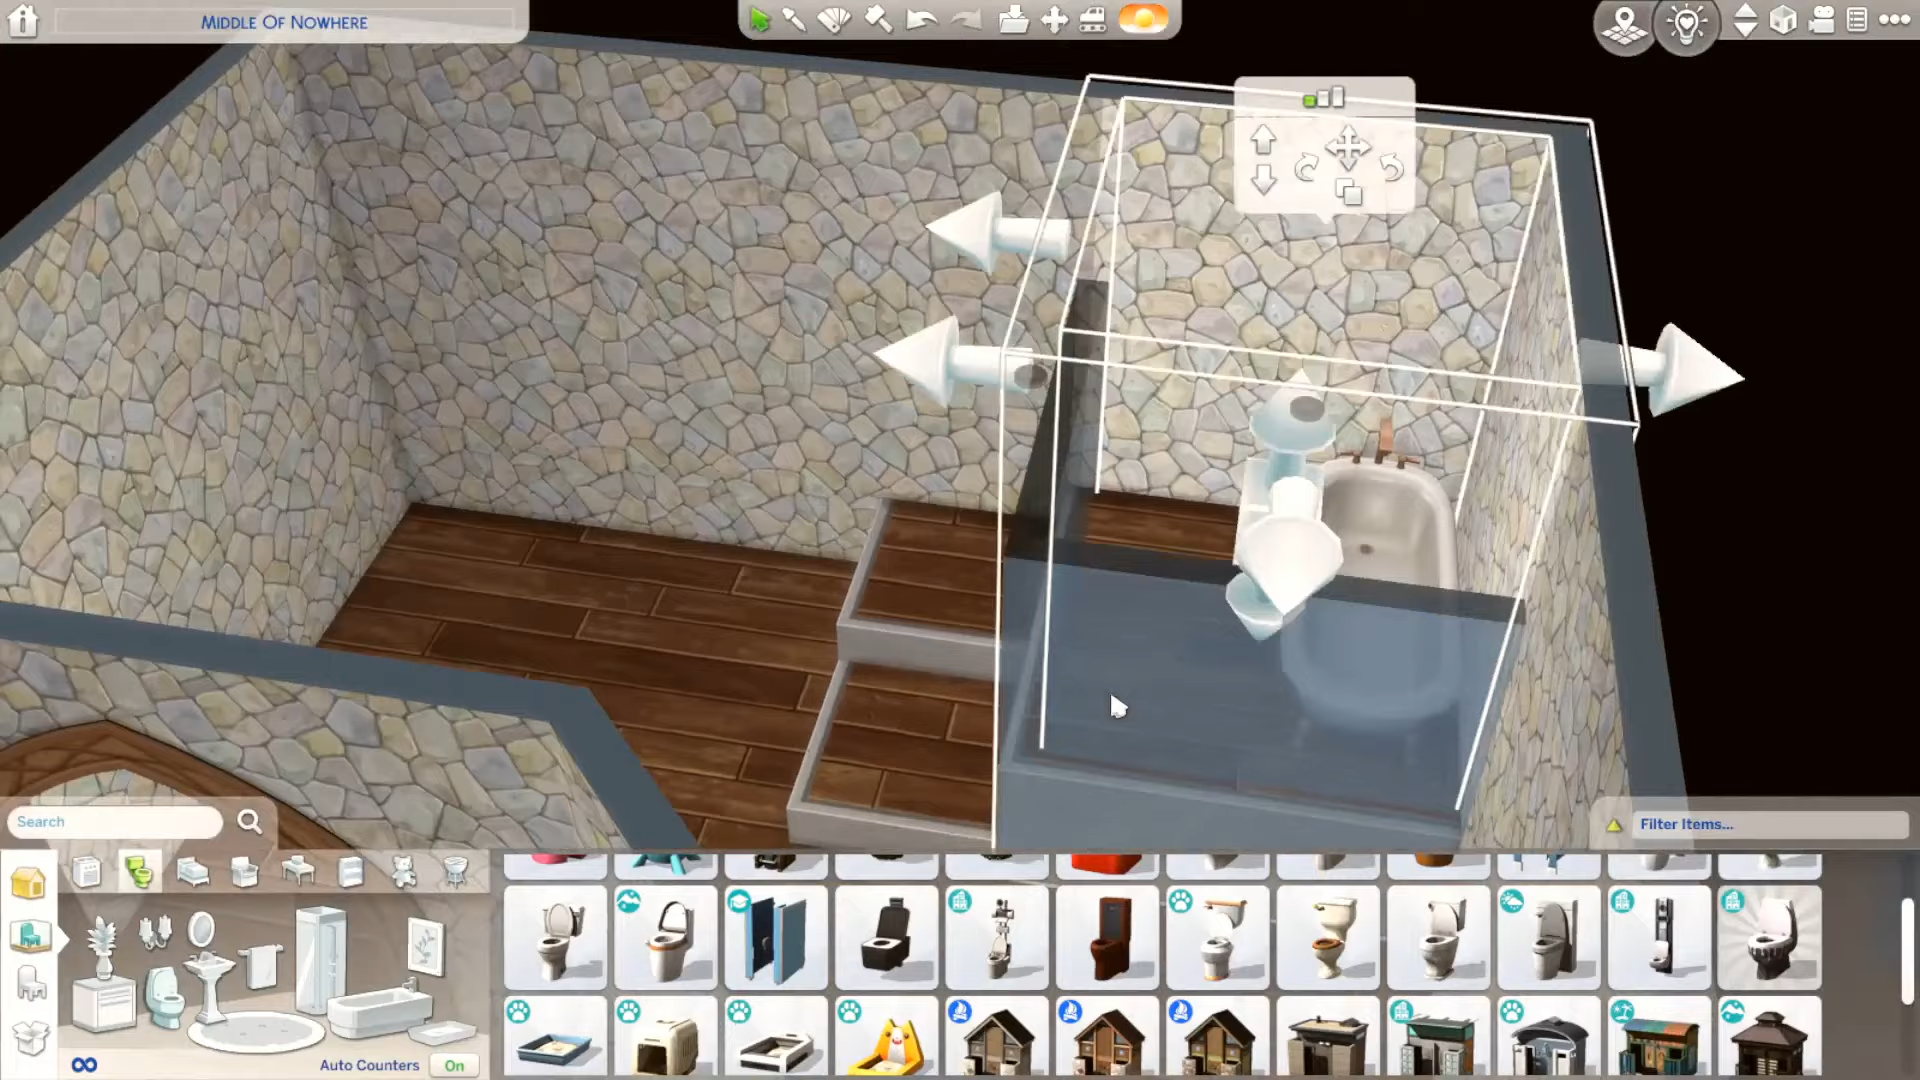 Middle Of Nowhere
Search
Filter Items...
Auto Counters
On